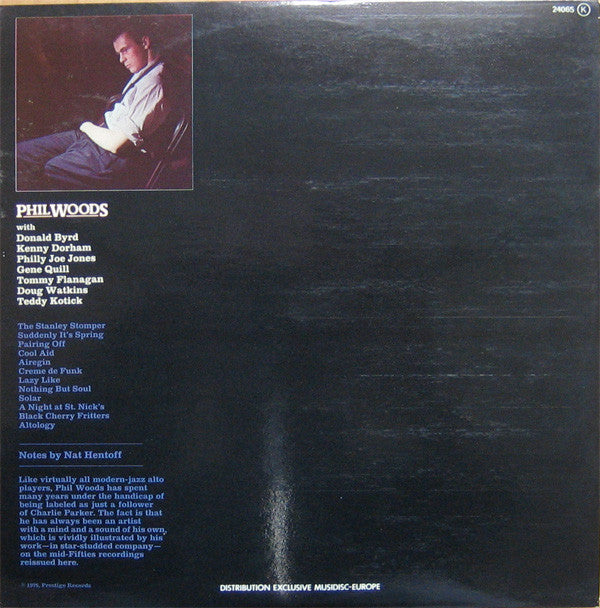 24065 K
PHIL WOODS
with
Donald Byrd
Kenny Dorham
Philly Joe Jones
Gene Quill
Tommy Flanagan
Doug Watkins
Teddy Kotick
The Stanley Stomper
Suddenly It's Spring
Pairing Off
Cool Aid
Airegin
Creme de Funk
Lazy Like
Nothing But Soul
Solar
A Night at St. Nick's
Black Cherry Fritters
Altology
Notes by Nat Hentoff
Like virtually all modern-jazz alto
players, Phil Woods has spent
many years under the handicap of
being labeled as just a follower
of Charlie Parker. The fact is that
he has always been an artist
with a mind and a sound of his own,
which is vividly illustrated by his
work—in star-studded company—
on the mid-Fifties recordings
reissued here.
℗ 1976, Prestige Records
DISTRIBUTION EXCLUSIVE MUSIDISC-EUROPE